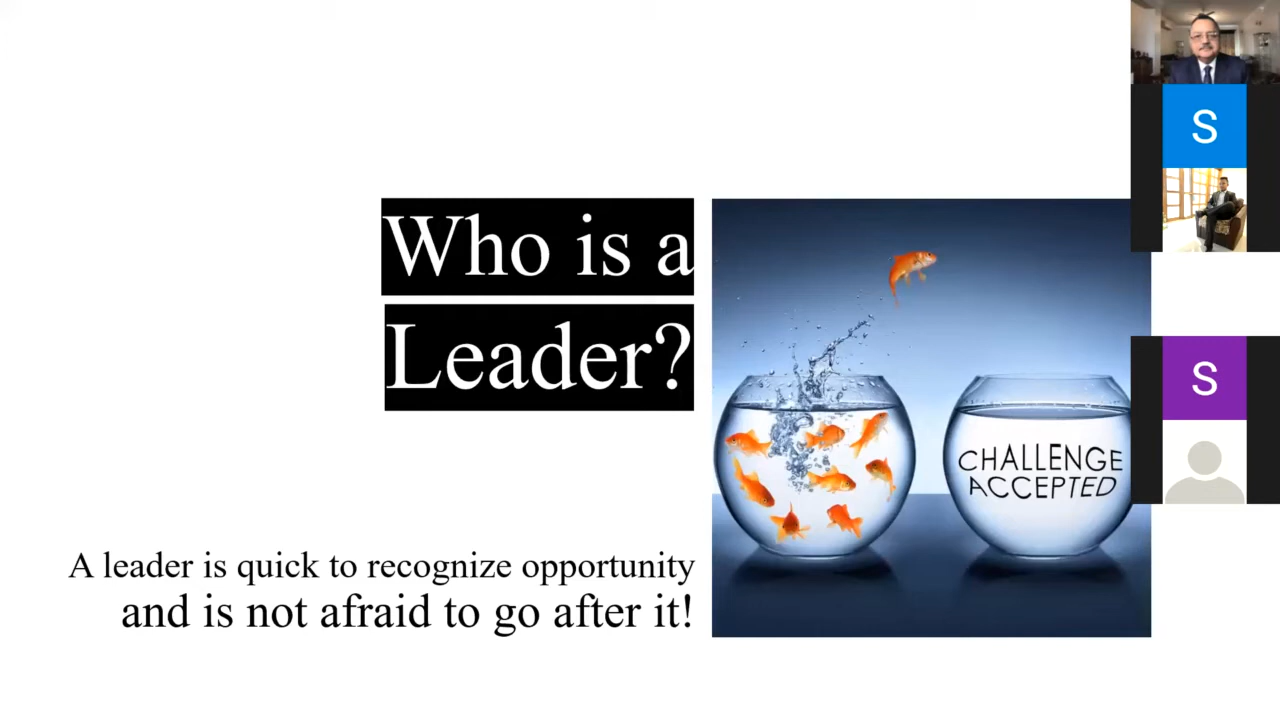 Who is a
Leader?
A leader is quick to recognize opportunity
and is not afraid to go after it!
CHALLENGE
ACCEPTED
S
S